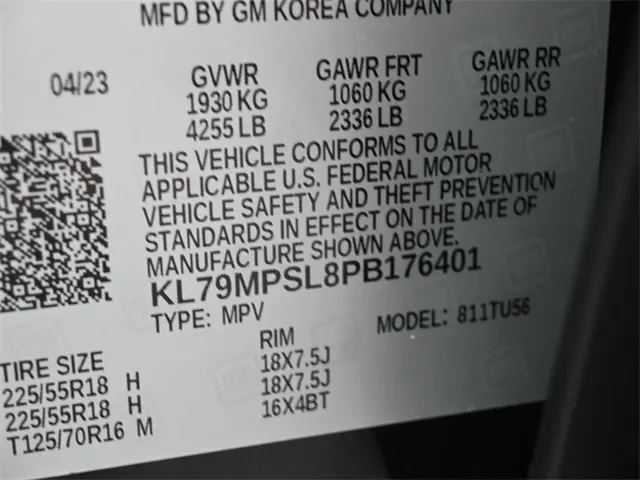 MFD BY GM KOREA COMPANY
04/23
GVWR GAWR FRT GAWR RR
1930 KG 1060 KG 1060 KG
4255 LB 2336 LB 2336 LB
THIS VEHICLE CONFORMS TO ALL
APPLICABLE U.S. FEDERAL MOTOR
VEHICLE SAFETY AND THEFT PREVENTION
STANDARDS IN EFFECT ON THE DATE OF
MANUFACTURE SHOWN ABOVE.
KL79MPSL8PB176401
TYPE: MPV MODEL: 811TU56
TIRE SIZE RIM
225/55R18 H 18X7.5J
225/55R18 H 18X7.5J
T125/70R16 M 16X4BT